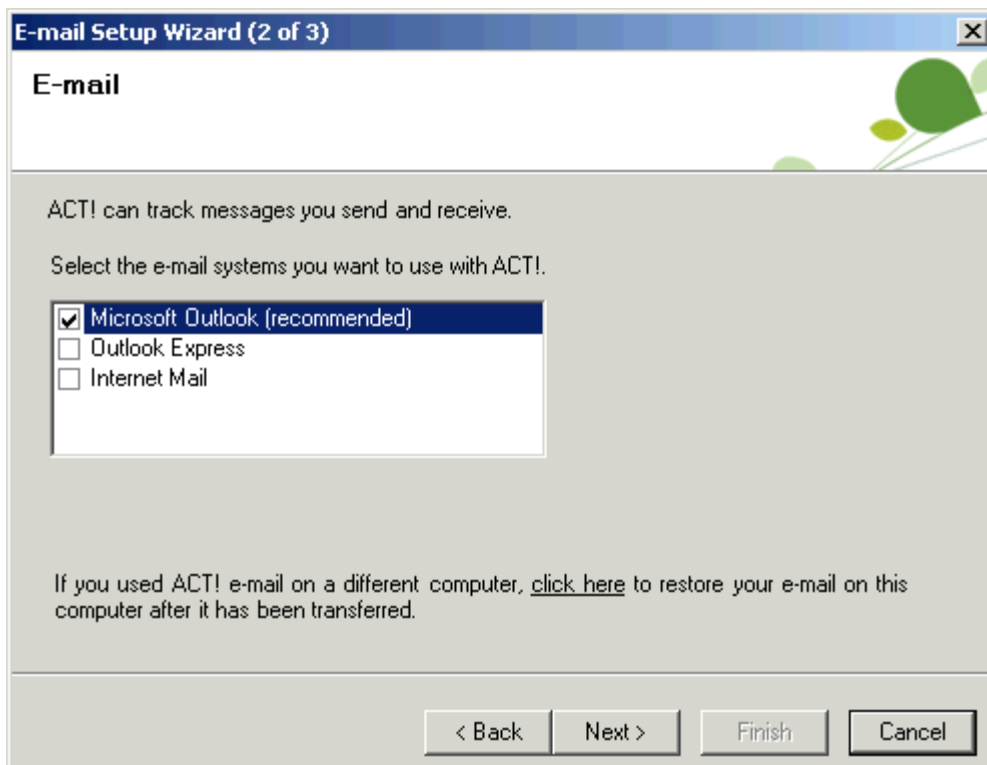 E-mail Setup Wizard (2 of 3)
E-mail
ACT! can track messages you send and receive.
Select the e-mail systems you want to use with ACT!.
Microsoft Outlook (recommended)
Outlook Express
Internet Mail
If you used ACT! e-mail on a different computer, click here to restore your e-mail on this
computer after it has been transferred.
< Back Next > Finish Cancel